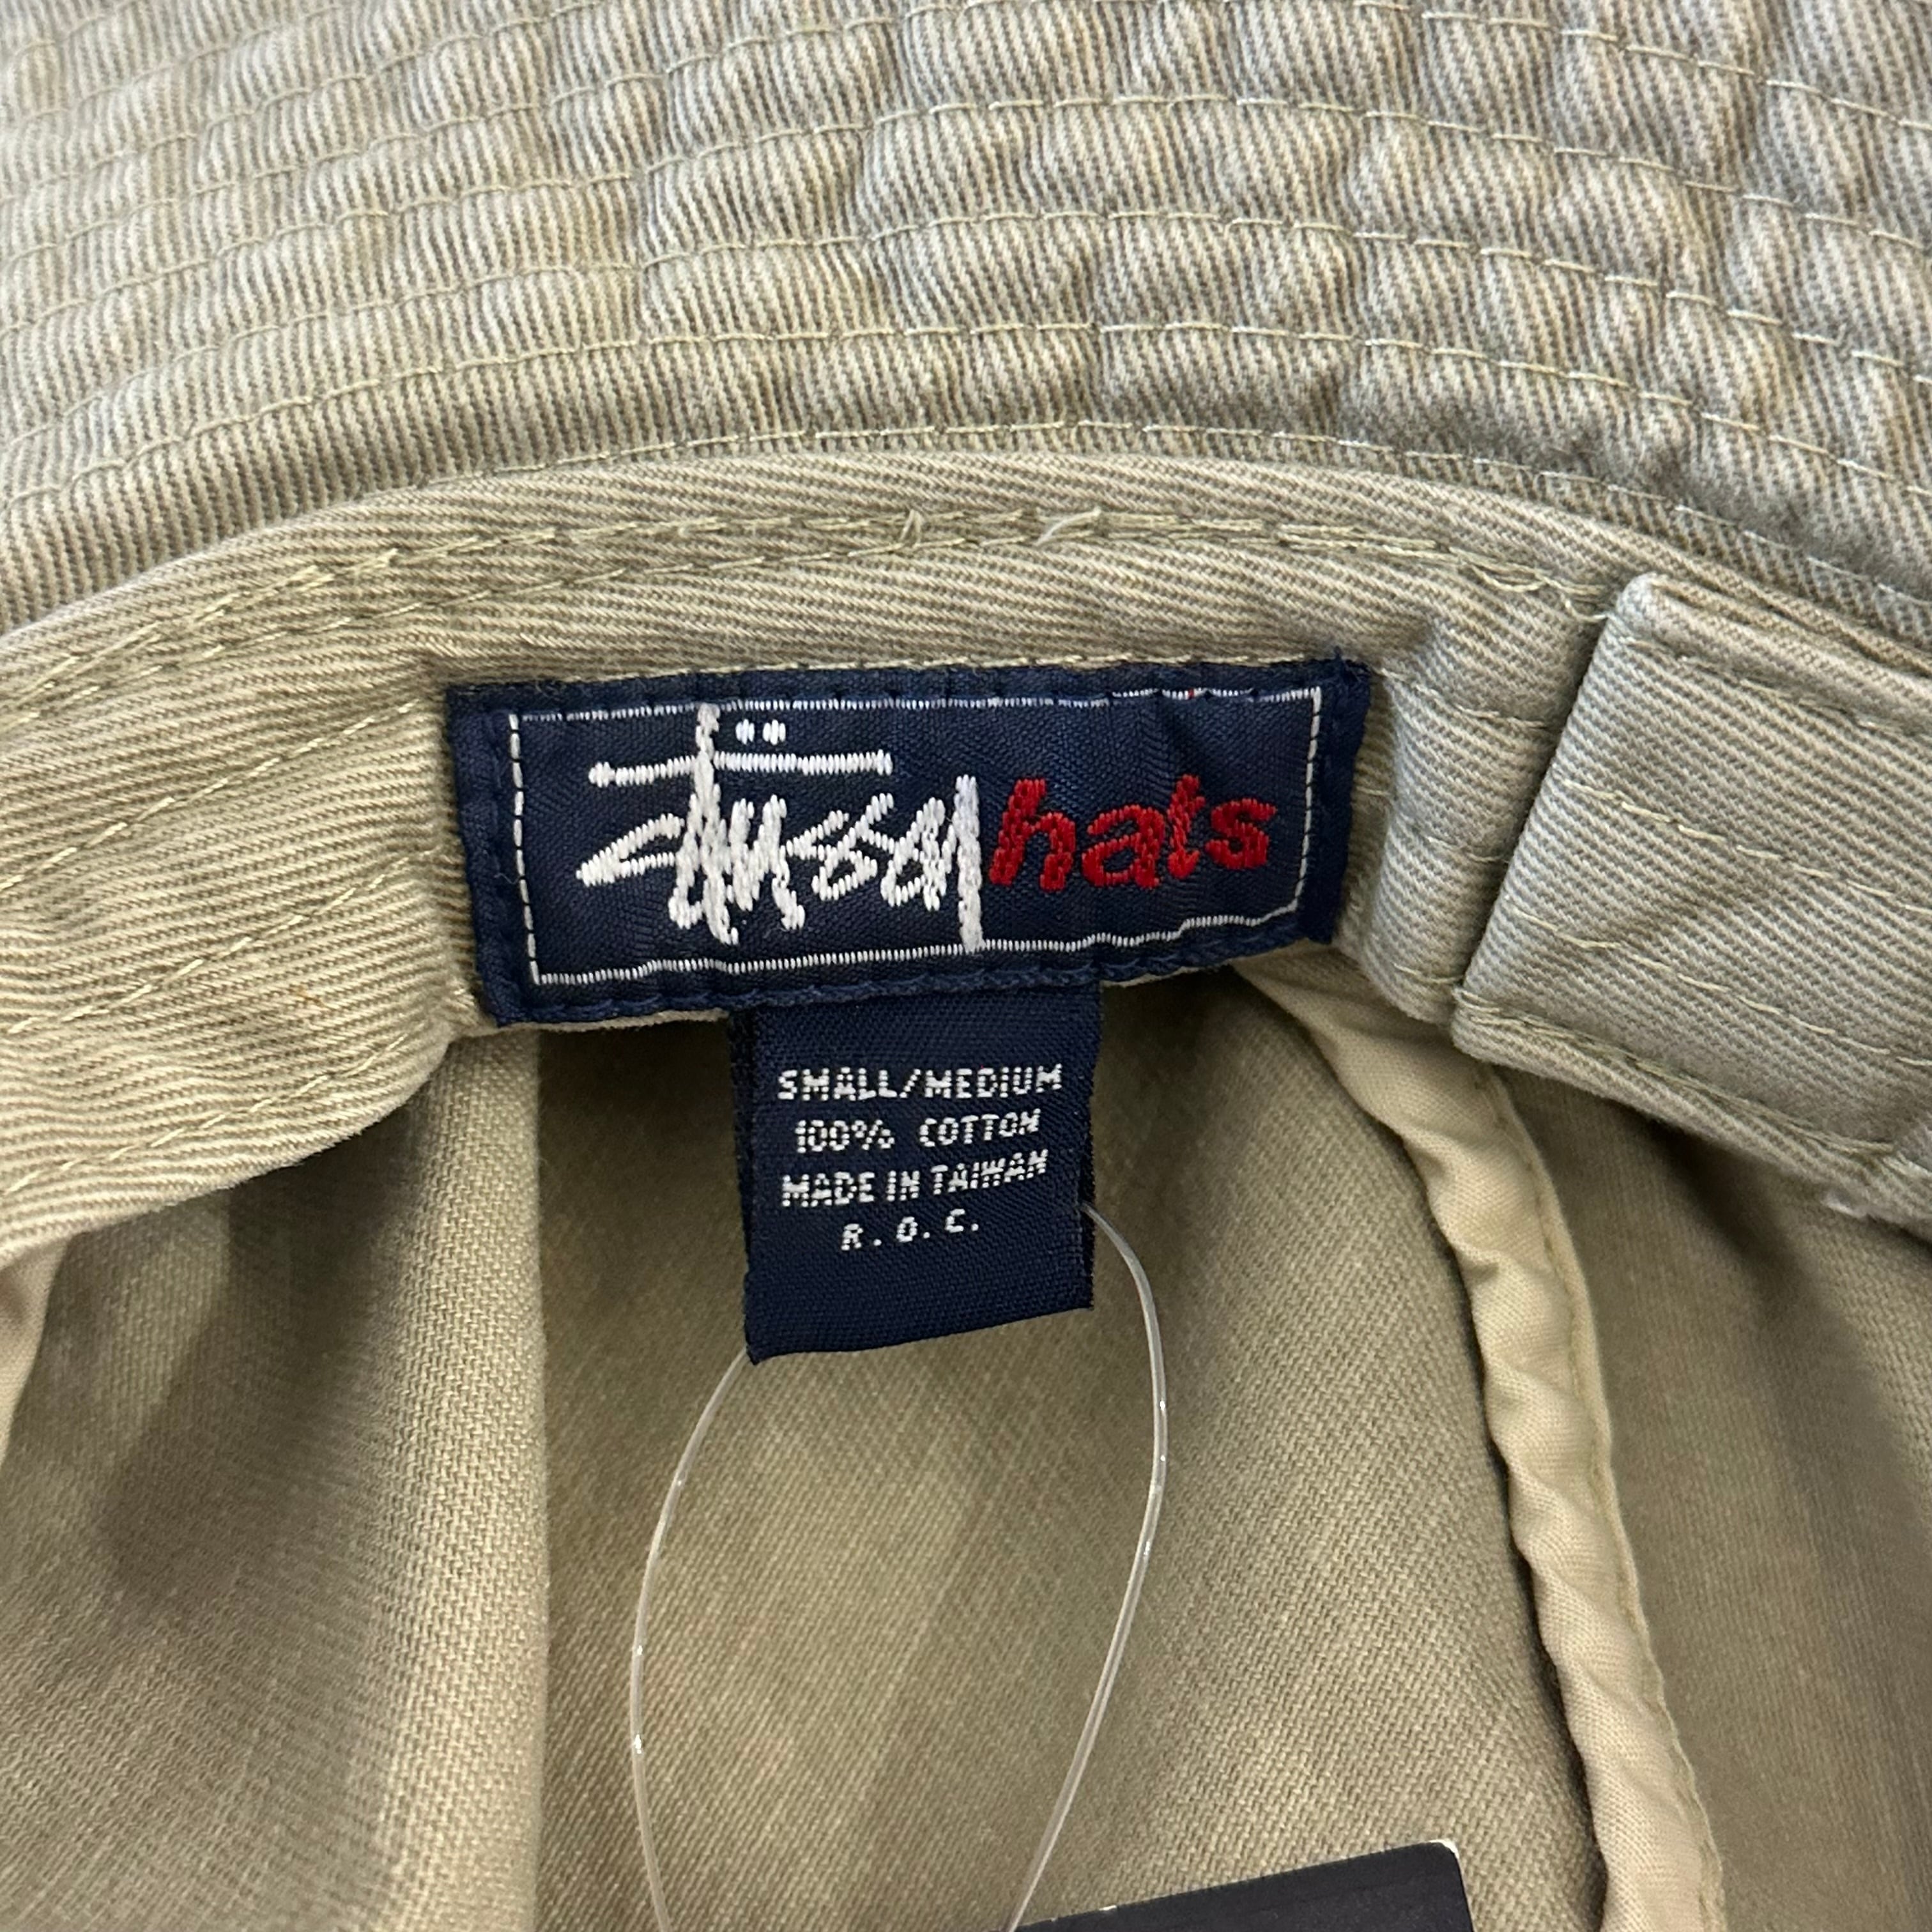 Stüssy hats
SMALL/MEDIUM
100% COTTON
MADE IN TAIWAN
R.O.C.